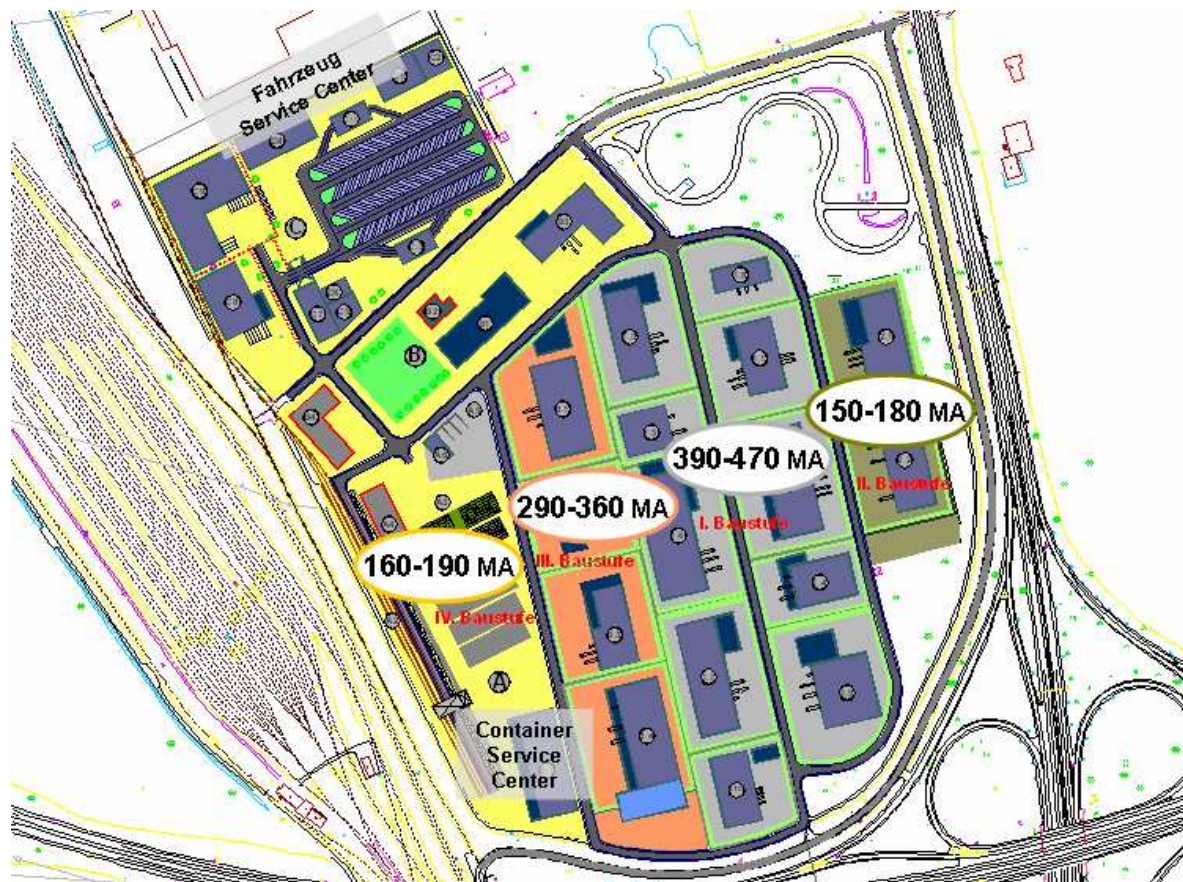 Fahrzeug
Service Center
B
150-180 MA
390-470 MA
II. Baustufe
290-360 MA
I. Baustufe
160-190 MA
III. Baustufe
IV. Baustufe
A
Container
Service
Center